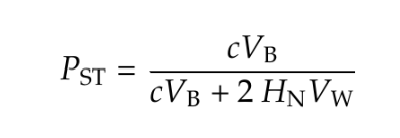 P_ST = cV_B / (cV_B + 2 H_N V_W)